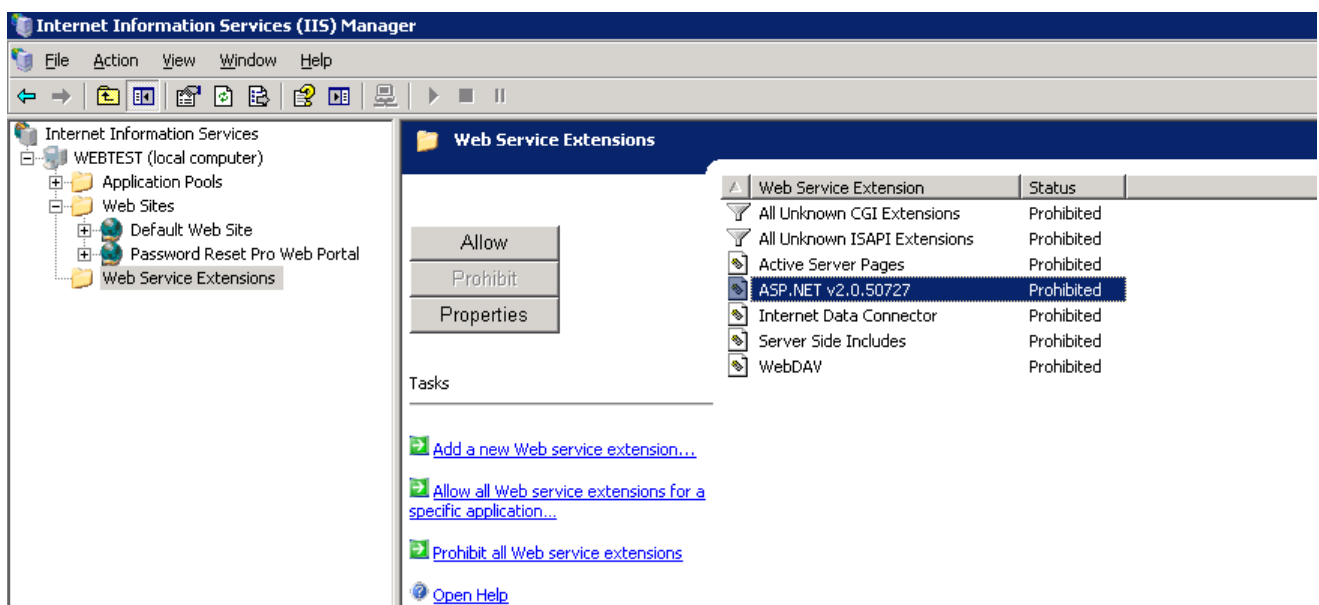 Internet Information Services (IIS) Manager
File Action View Window Help
Internet Information Services
WEBTEST (local computer)
Application Pools
Web Sites
Default Web Site
Password Reset Pro Web Portal
Web Service Extensions
Web Service Extensions
Allow
Prohibit
Properties
Tasks
Add a new Web service extension...
Allow all Web service extensions for a
specific application...
Prohibit all Web service extensions
Open Help
Web Service Extension Status
All Unknown CGI Extensions Prohibited
All Unknown ISAPI Extensions Prohibited
Active Server Pages Prohibited
ASP.NET v2.0.50727 Prohibited
Internet Data Connector Prohibited
Server Side Includes Prohibited
WebDAV Prohibited